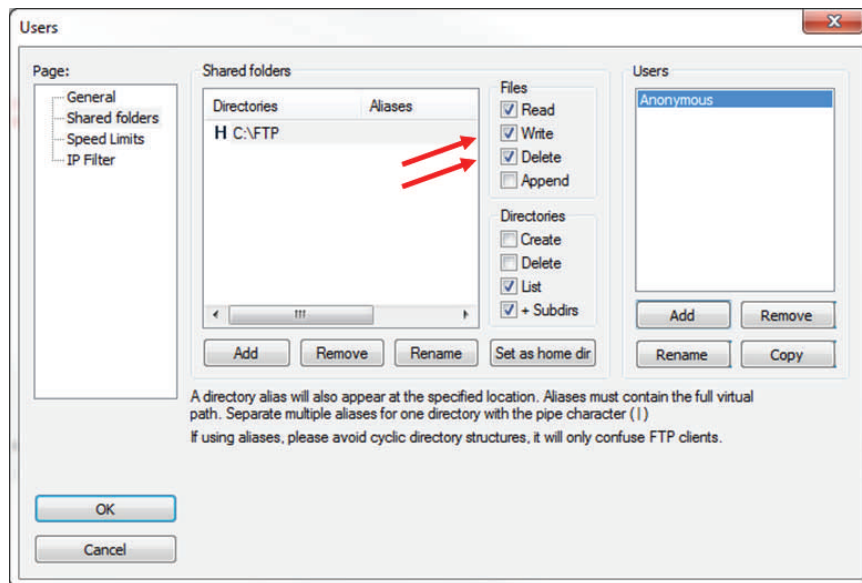 Users
Page:
General
Shared folders
Speed Limits
IP Filter
Shared folders
Directories Aliases
H C:\FTP
Add Remove Rename Set as home dir
Files
Read
Write
Delete
Append
Directories
Create
Delete
List
+ Subdirs
Users
Anonymous
Add Remove
Rename Copy
A directory alias will also appear at the specified location. Aliases must contain the full virtual
path. Separate multiple aliases for one directory with the pipe character ( | )
If using aliases, please avoid cyclic directory structures, it will only confuse FTP clients.
OK
Cancel